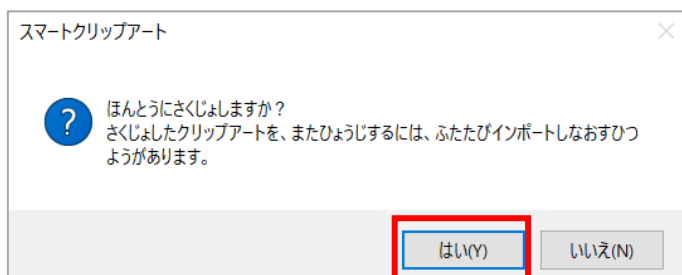 スマートクリップアート
ほんとうにさくじょしますか？
さくじょしたクリップアートを、またひょうじするには、ふたたびインポートしなおすひつ
ようがあります。
はい(Y)
いいえ(N)